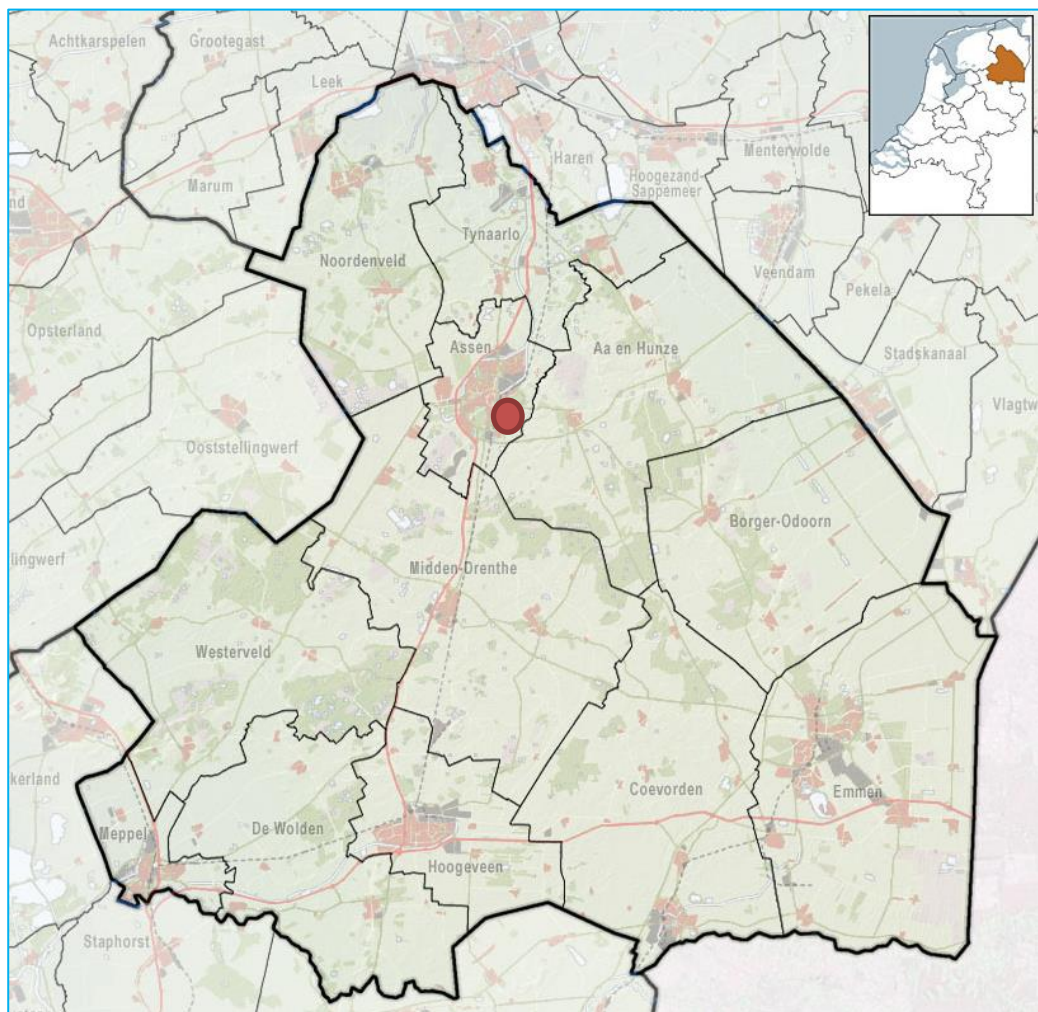 Achtkarspelen
Grootegast
Leek
Marum
Haren
Hoogezand-
Sappemeer
Menterwolde
Tynaarlo
Noordenveld
Veendam
Pekela
Opsterland
Assen
Aa en Hunze
Stadskanaal
Vlagtw
Ooststellingwerf
Borger-Odoorn
llingwerf
Midden-Drenthe
Westerveld
kerland
Coevorden
Emmen
Meppel
De Wolden
Hoogeveen
Staphorst